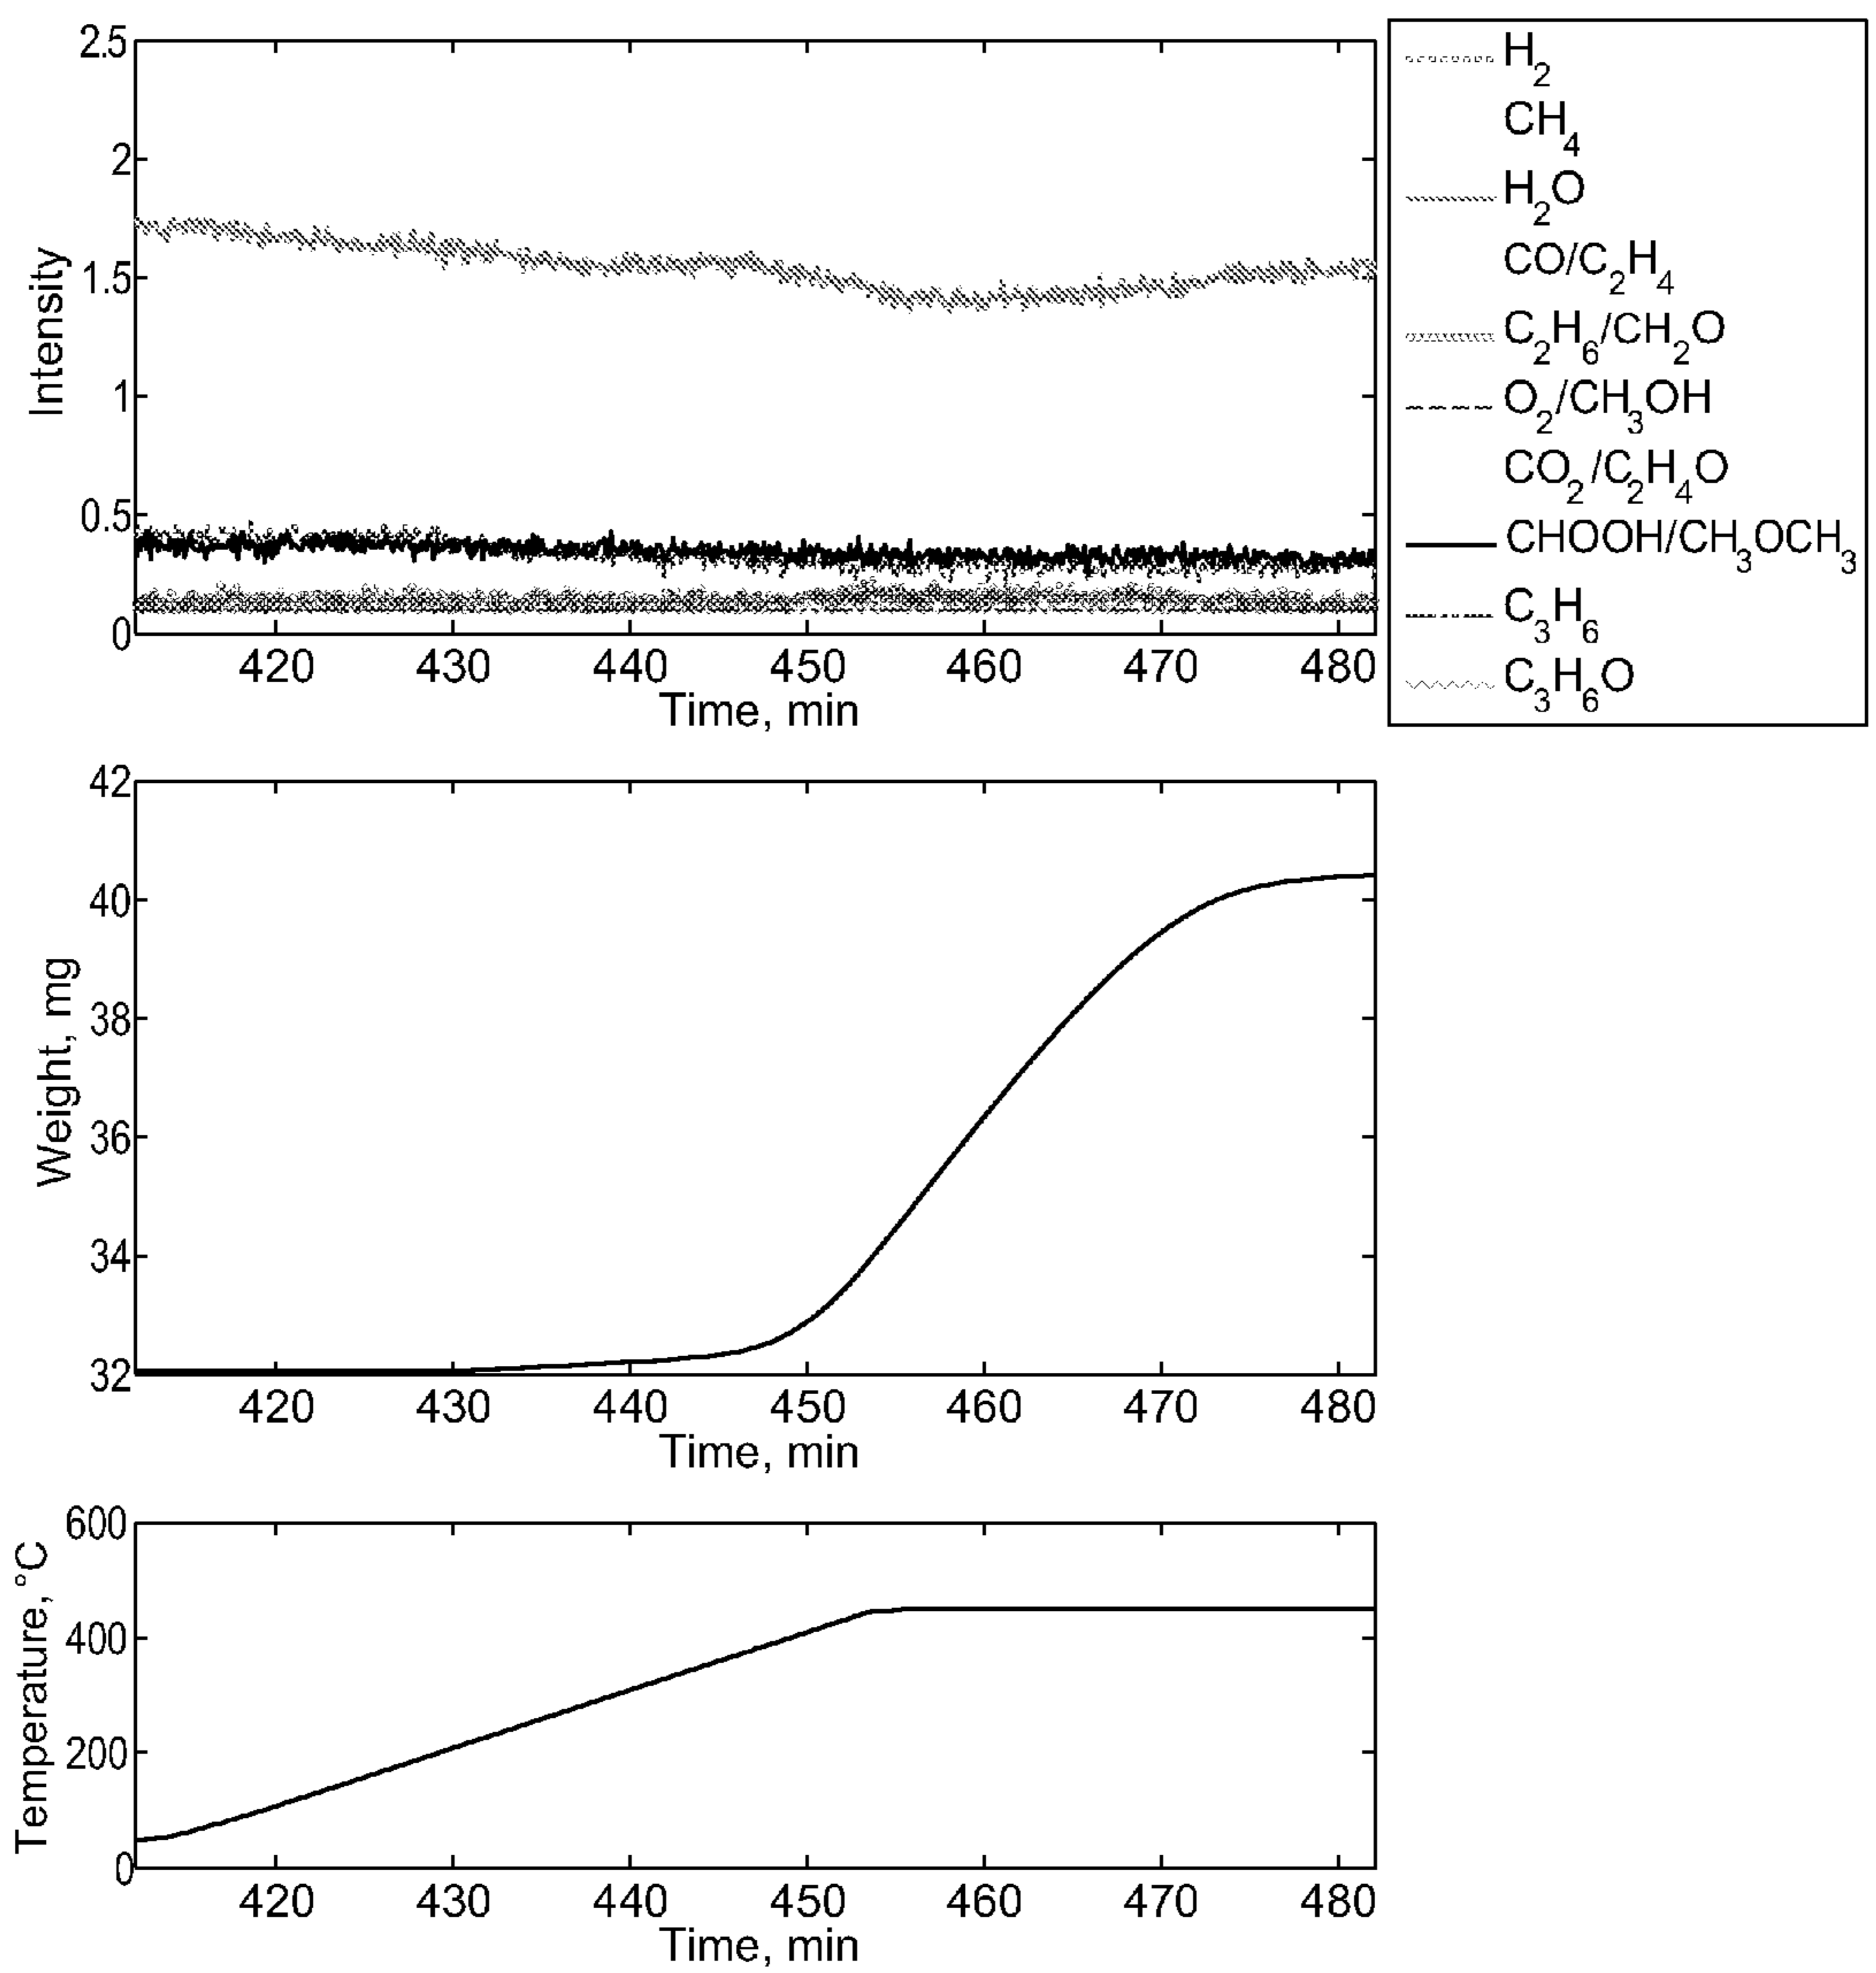 2.5
2
1.5
1
0.5
0
Intensity
420 430 440 450 460 470 480
Time, min
H2
CH4
H2O
CO/C2H4
C2H6/CH2O
O2/CH3OH
CO2/C2H4O
CHOOH/CH3OCH3
C3H6
C3H6O
42
40
38
36
34
32
Weight, mg
420 430 440 450 460 470 480
Time, min
600
400
200
0
Temperature, °C
420 430 440 450 460 470 480
Time, min